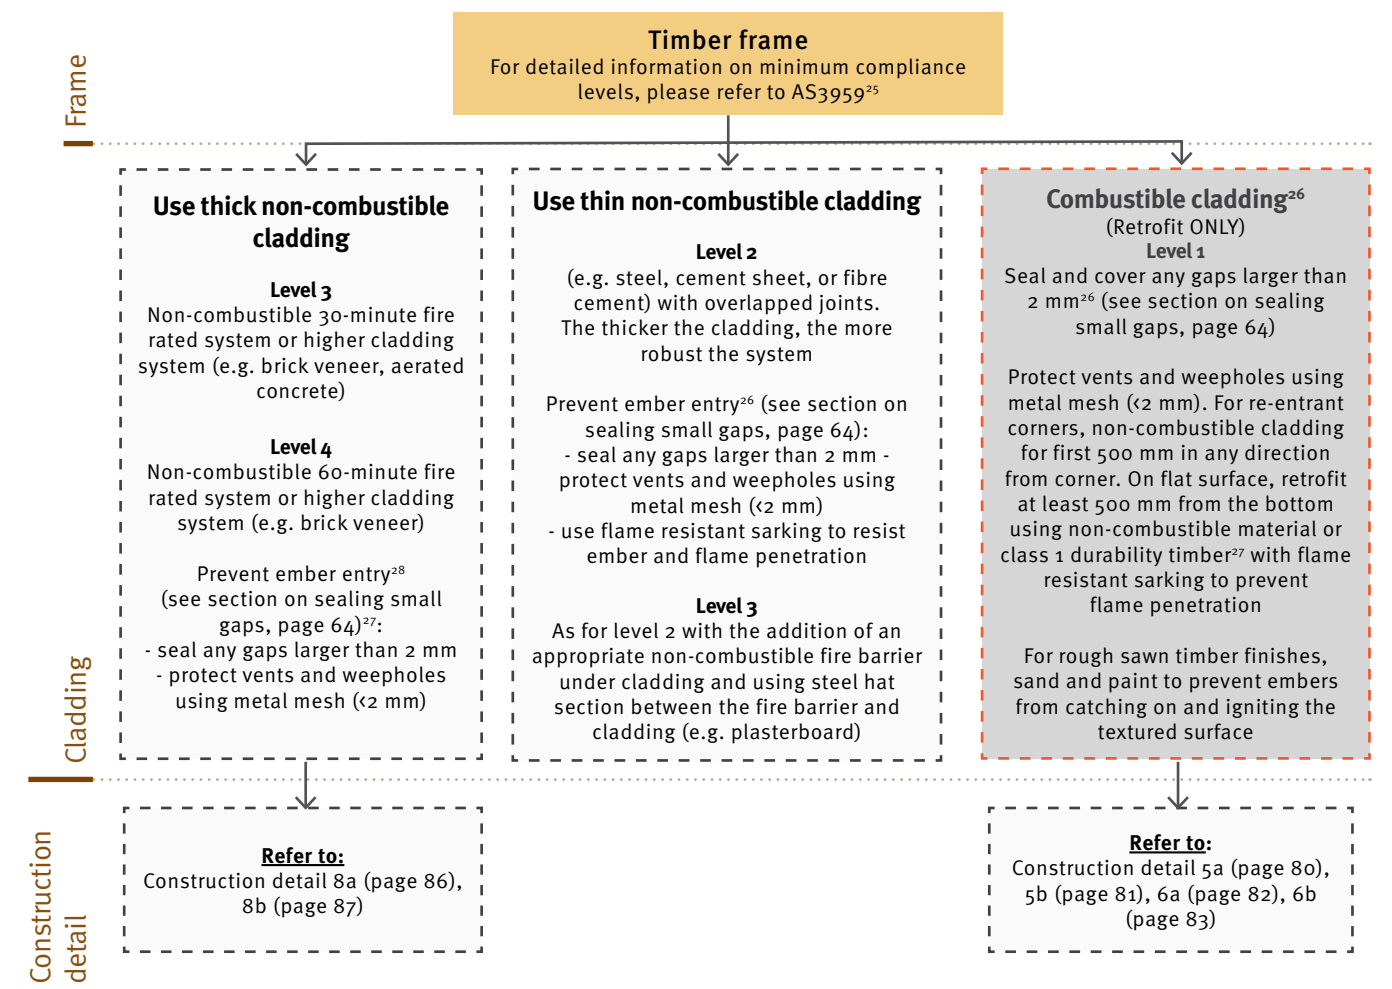 Frame
Timber frame
For detailed information on minimum compliance
levels, please refer to AS3959²⁵
Cladding
Use thick non-combustible
cladding
Level 3
Non-combustible 30-minute fire
rated system or higher cladding
system (e.g. brick veneer, aerated
concrete)
Level 4
Non-combustible 60-minute fire
rated system or higher cladding
system (e.g. brick veneer)
Prevent ember entry²⁸
(see section on sealing small
gaps, page 64)²⁷:
- seal any gaps larger than 2 mm
- protect vents and weepholes
using metal mesh (<2 mm)
Use thin non-combustible cladding
Level 2
(e.g. steel, cement sheet, or fibre
cement) with overlapped joints.
The thicker the cladding, the more
robust the system
Prevent ember entry²⁶ (see section on
sealing small gaps, page 64):
- seal any gaps larger than 2 mm -
protect vents and weepholes using
metal mesh (<2 mm)
- use flame resistant sarking to resist
ember and flame penetration
Level 3
As for level 2 with the addition of an
appropriate non-combustible fire barrier
under cladding and using steel hat
section between the fire barrier and
cladding (e.g. plasterboard)
Combustible cladding²⁶
(Retrofit ONLY)
Level 1
Seal and cover any gaps larger than
2 mm²⁶ (see section on sealing
small gaps, page 64)
Protect vents and weepholes using
metal mesh (<2 mm). For re-entrant
corners, non-combustible cladding
for first 500 mm in any direction
from corner. On flat surface, retrofit
at least 500 mm from the bottom
using non-combustible material or
class 1 durability timber²⁷ with flame
resistant sarking to prevent
flame penetration
For rough sawn timber finishes,
sand and paint to prevent embers
from catching on and igniting the
textured surface
Construction
detail
Refer to:
Construction detail 8a (page 86),
8b (page 87)
Refer to:
Construction detail 5a (page 80),
5b (page 81), 6a (page 82), 6b
(page 83)